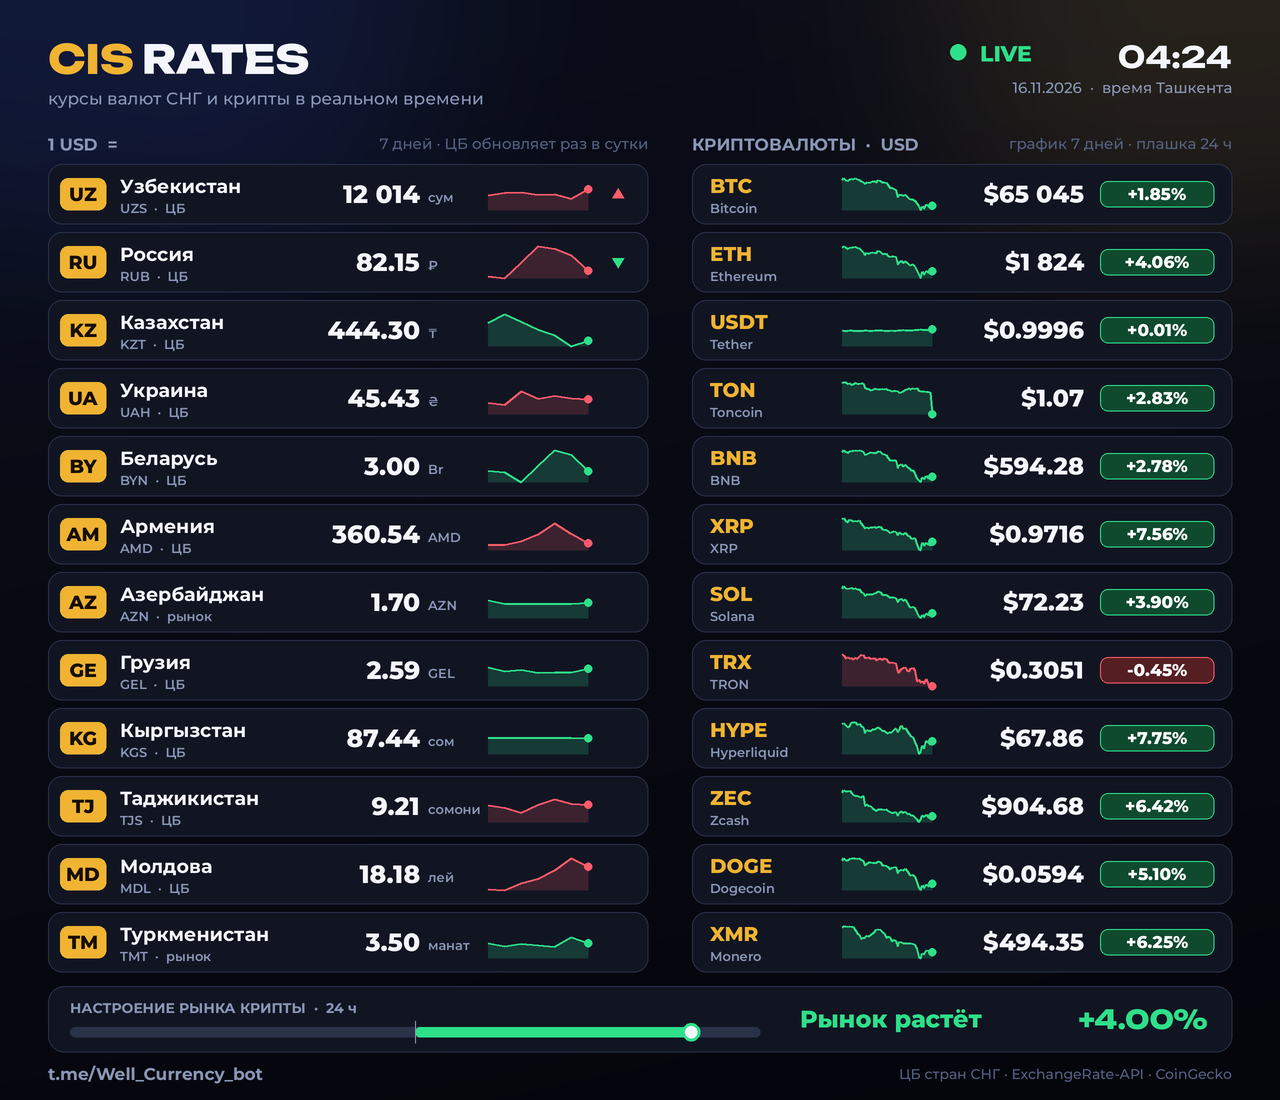 CIS RATES
курсы валют СНГ и крипты в реальном времени
LIVE 04:24
16.11.2026 · время Ташкента
1 USD =
7 дней · ЦБ обновляет раз в сутки
UZ Узбекистан 12 014 сум
UZS · ЦБ
RU Россия 82.15 ₽
RUB · ЦБ
KZ Казахстан 444.30 ₸
KZT · ЦБ
UA Украина 45.43 ₴
UAH · ЦБ
BY Беларусь 3.00 Br
BYN · ЦБ
AM Армения 360.54 AMD
AMD · ЦБ
AZ Азербайджан 1.70 AZN
AZN · рынок
GE Грузия 2.59 GEL
GEL · ЦБ
KG Кыргызстан 87.44 сом
KGS · ЦБ
TJ Таджикистан 9.21 сомони
TJS · ЦБ
MD Молдова 18.18 лей
MDL · ЦБ
TM Туркменистан 3.50 манат
TMT · рынок
КРИПТОВАЛЮТЫ · USD
график 7 дней · плашка 24 ч
BTC $65 045 +1.85%
Bitcoin
ETH $1 824 +4.06%
Ethereum
USDT $0.9996 +0.01%
Tether
TON $1.07 +2.83%
Toncoin
BNB $594.28 +2.78%
BNB
XRP $0.9716 +7.56%
XRP
SOL $72.23 +3.90%
Solana
TRX $0.3051 -0.45%
TRON
HYPE $67.86 +7.75%
Hyperliquid
ZEC $904.68 +6.42%
Zcash
DOGE $0.0594 +5.10%
Dogecoin
XMR $494.35 +6.25%
Monero
НАСТРОЕНИЕ РЫНКА КРИПТЫ · 24 ч
Рынок растёт +4.00%
t.me/Well_Currency_bot
ЦБ стран СНГ · ExchangeRate-API · CoinGecko